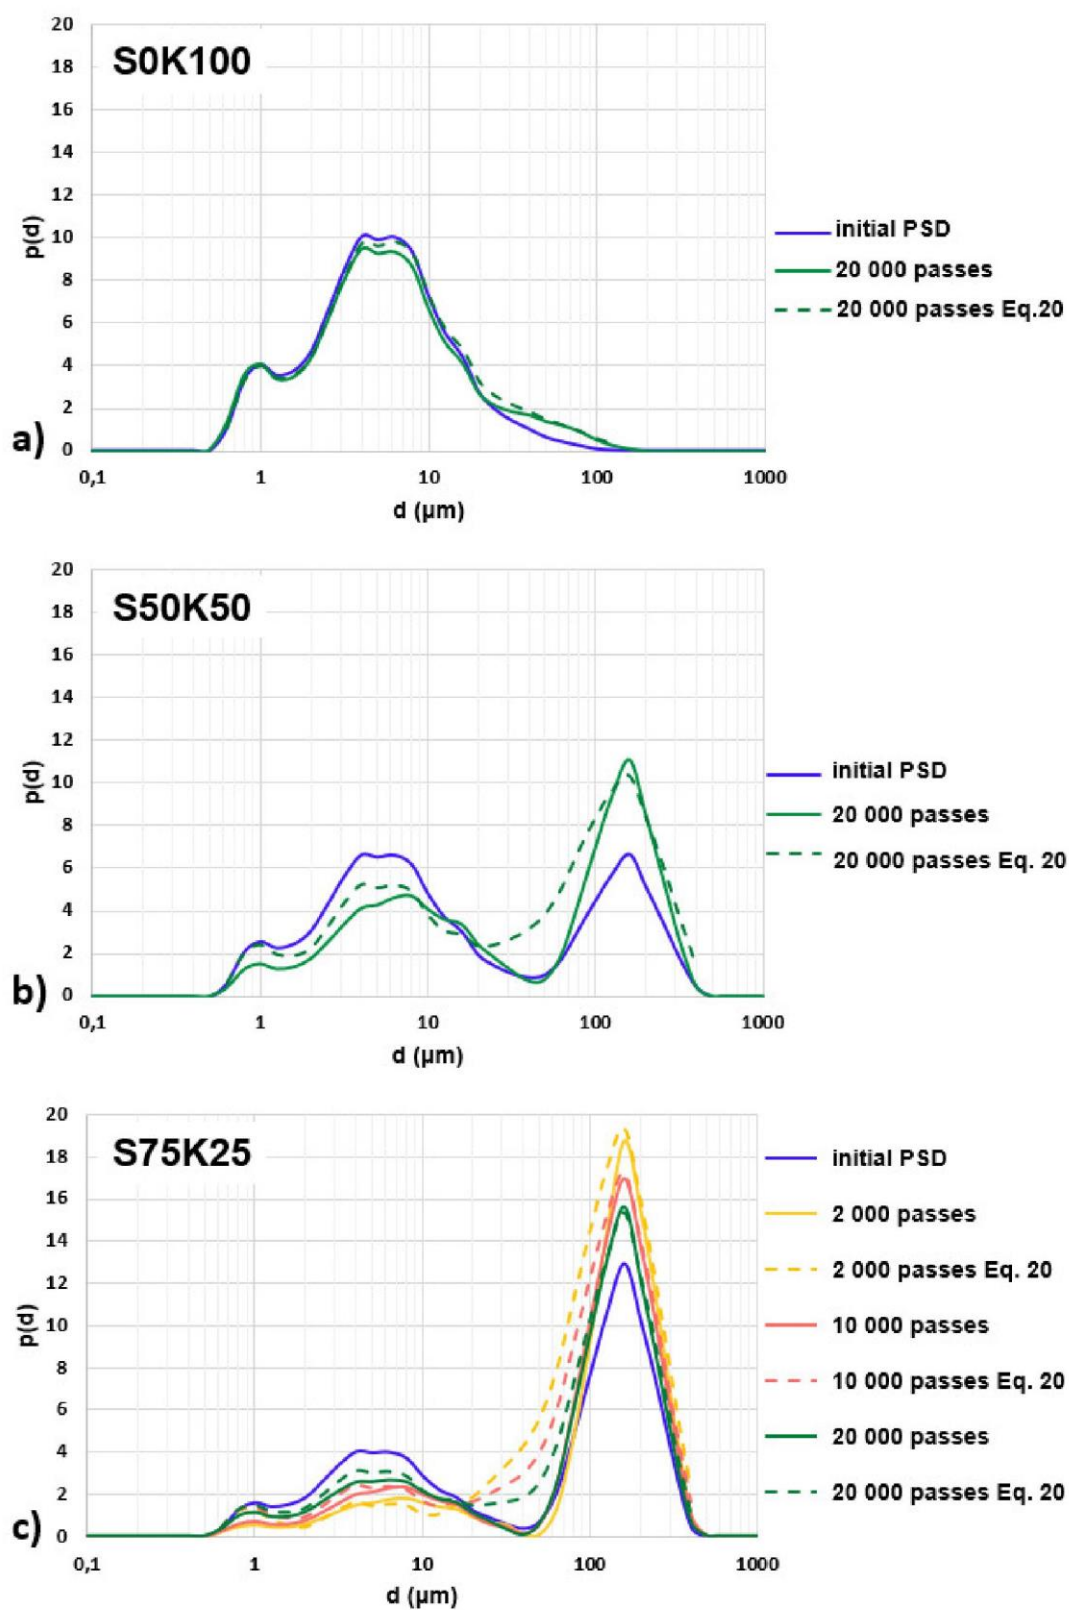 S0K100
20
18
16
14
12
10
8
6
4
2
0
p(d)
a)
0,1 1 10 100 1000
d (µm)
initial PSD
20 000 passes
20 000 passes Eq.20
S50K50
20
18
16
14
12
10
8
6
4
2
0
p(d)
b)
0,1 1 10 100 1000
d (µm)
initial PSD
20 000 passes
20 000 passes Eq. 20
S75K25
20
18
16
14
12
10
8
6
4
2
0
p(d)
c)
0,1 1 10 100 1000
d (µm)
initial PSD
2 000 passes
2 000 passes Eq. 20
10 000 passes
10 000 passes Eq. 20
20 000 passes
20 000 passes Eq. 20